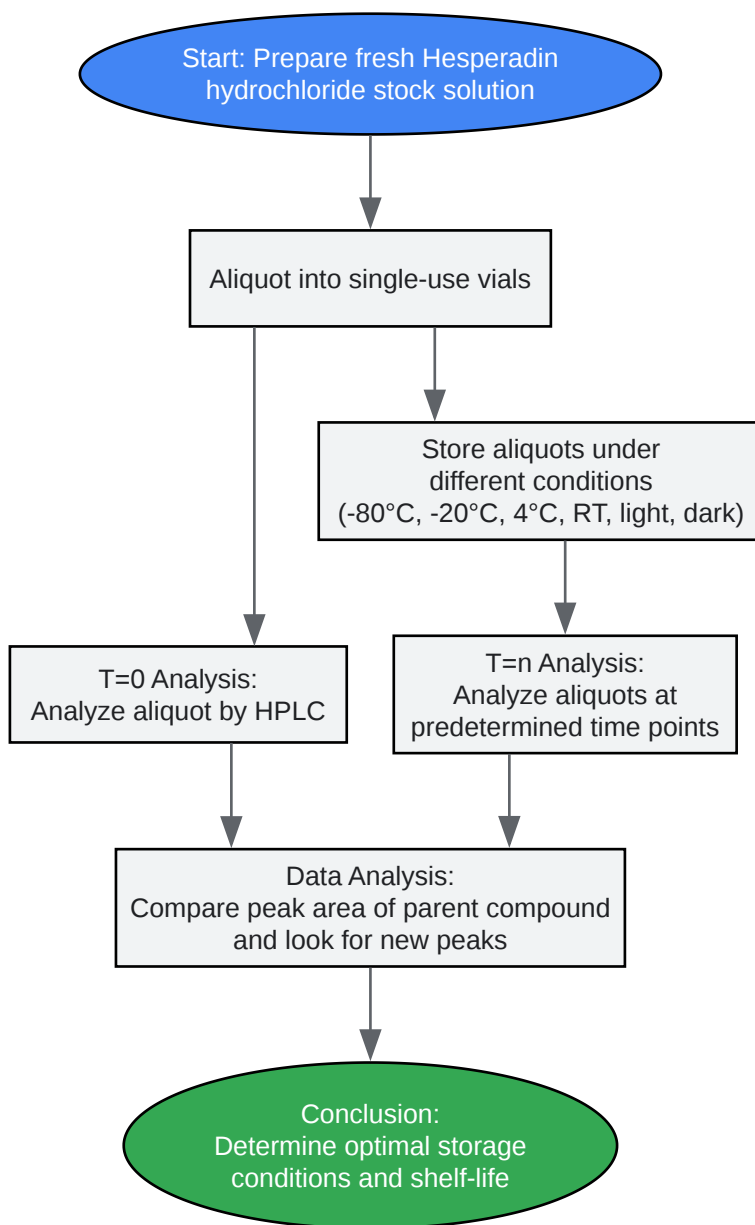 Start: Prepare fresh Hesperadin
hydrochloride stock solution
Aliquot into single-use vials
Store aliquots under
different conditions
(-80°C, -20°C, 4°C, RT, light, dark)
T=0 Analysis:
Analyze aliquot by HPLC
T=n Analysis:
Analyze aliquots at
predetermined time points
Data Analysis:
Compare peak area of parent compound
and look for new peaks
Conclusion:
Determine optimal storage
conditions and shelf-life